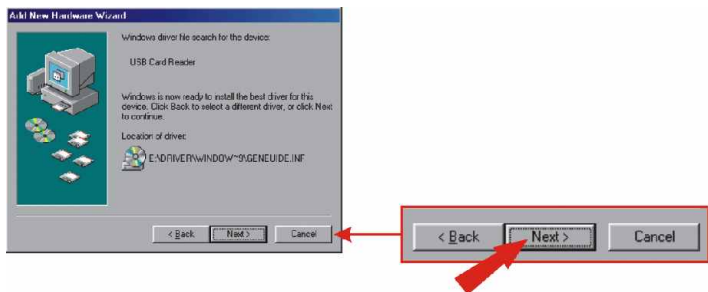 Add New Hardware Wizard
Windows driver file search for the device:
USB Card Reader
Windows is now ready to install the best driver for this
device. Click Back to select a different driver, or click Next
to continue.
Location of driver:
E:\DRIVER\WINDOW~9\GENEUIDE.INF
< Back Next > Cancel
< Back Next > Cancel